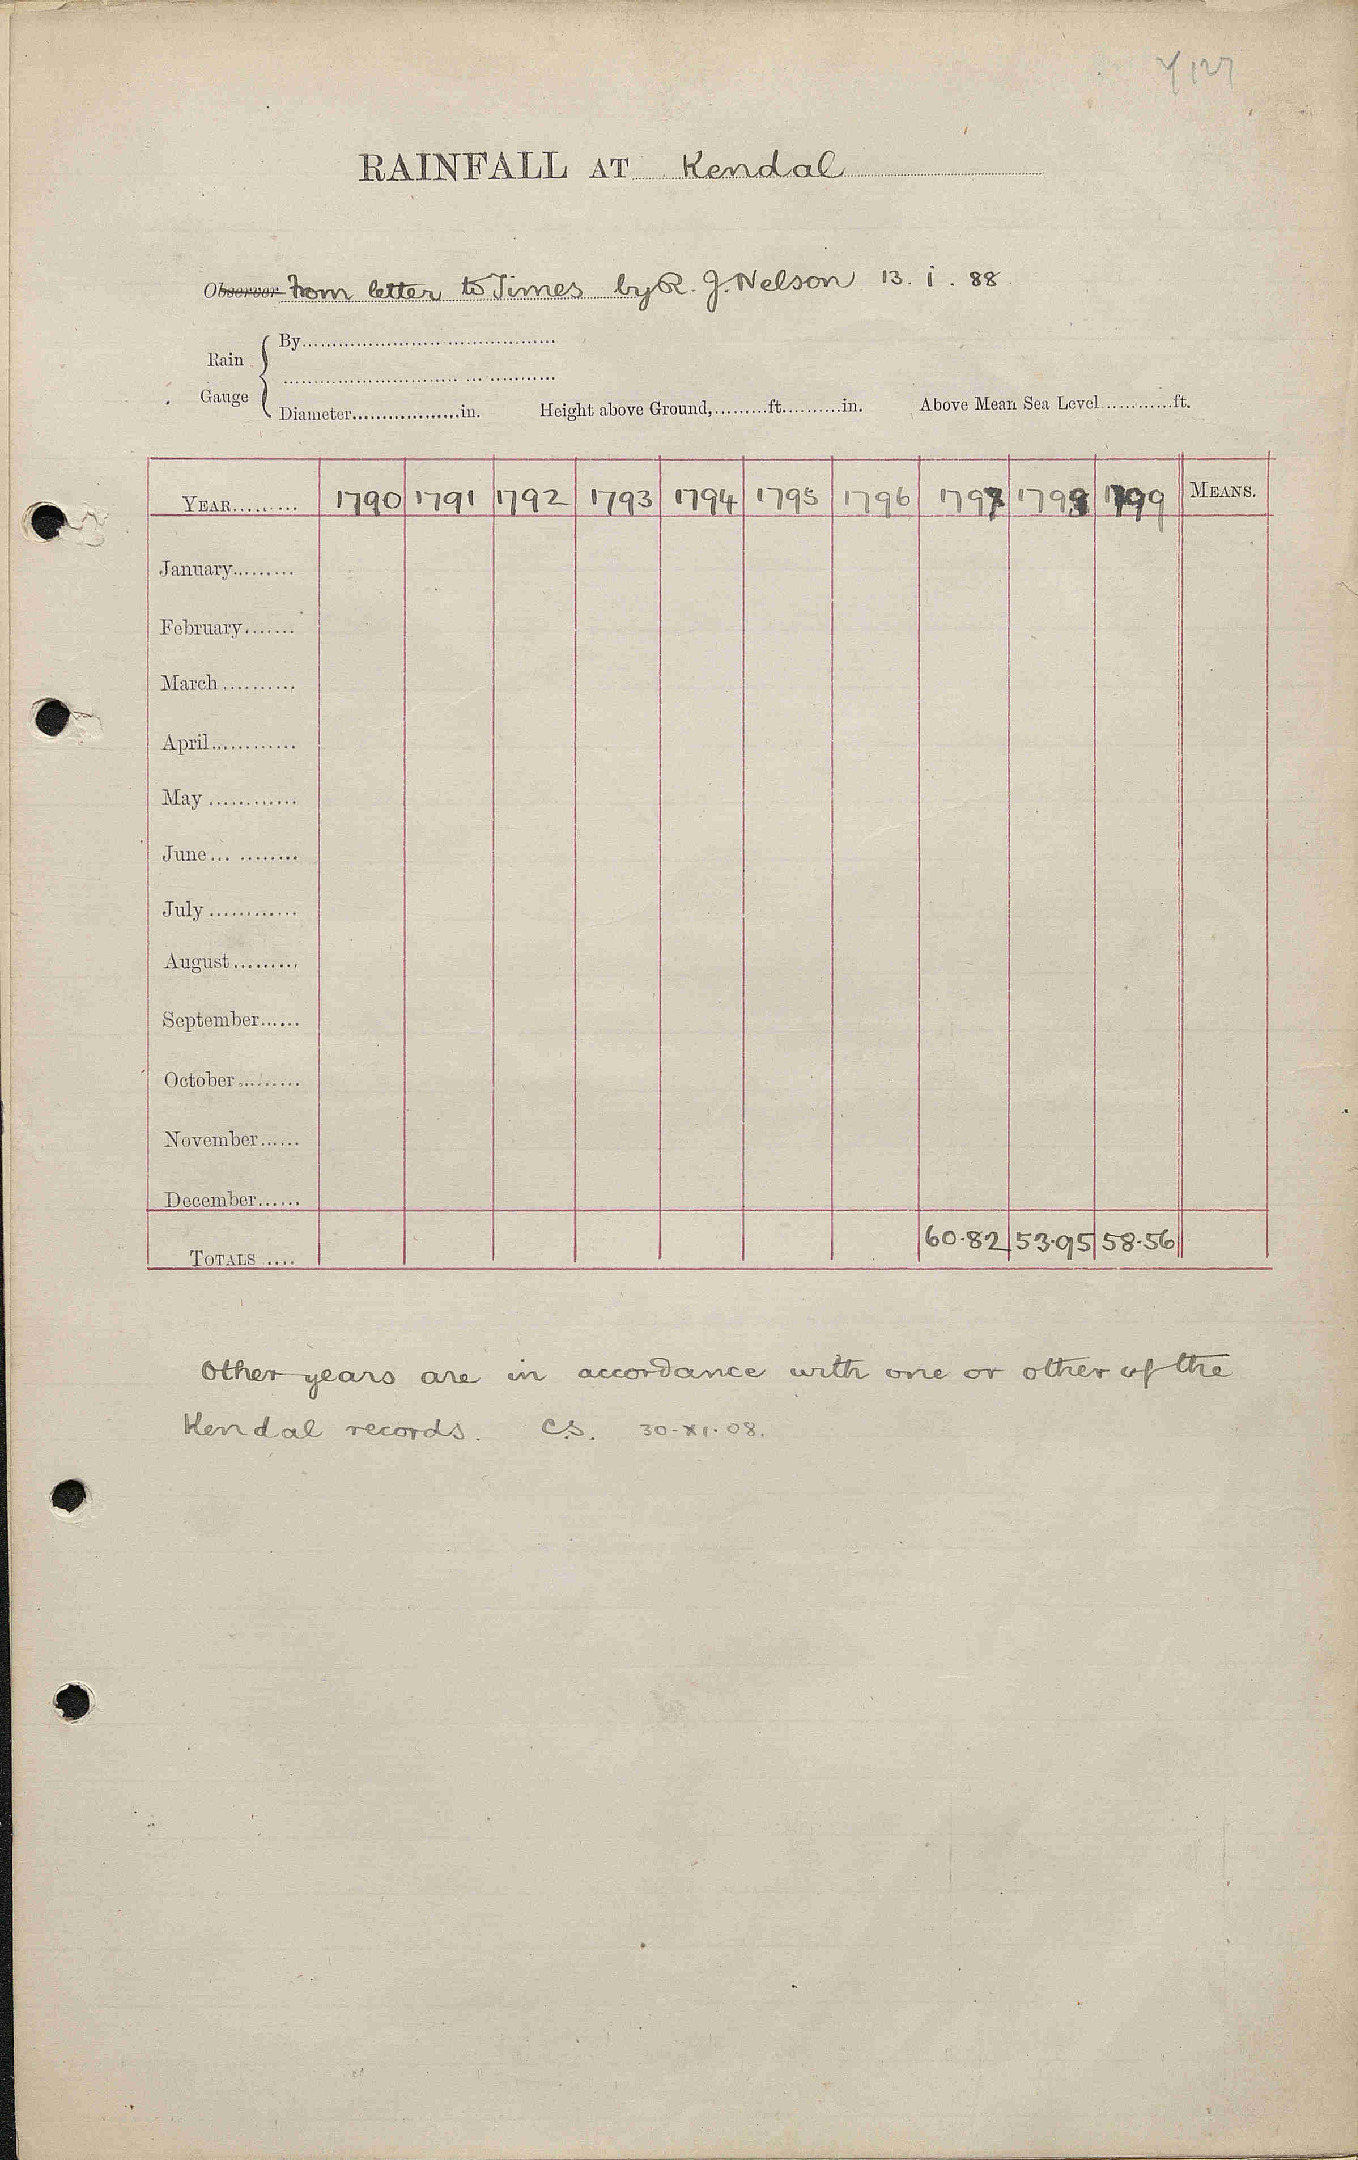 RAINFALL AT Kendal
Observer From letter to Times by R. J. Nelson 13. i. 88
Rain Gauge
By
Diameter..................in. Height above Ground,.........ft..........in. Above Mean Sea Level............ft.
YEAR......... 1790 1791 1792 1793 1794 1795 1796 1797 1798 1799 MEANS.
January.........
February.......
March..........
April............
May............
June... ........
July............
August.........
September......
October.........
November......
December......
TOTALS .... 60.82 53.95 58.56
Other years are in accordance with one or other of the
Kendal records. C.S. 30-XI.08.